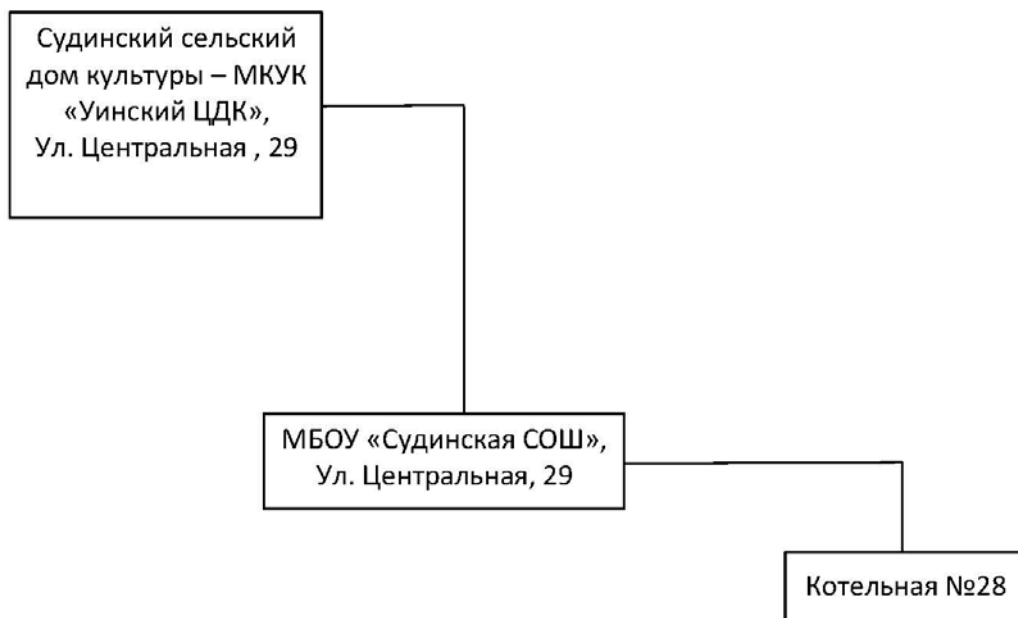 Судинский сельский
дом культуры – МКУК
«Уинский ЦДК»,
Ул. Центральная , 29
МБОУ «Судинская СОШ»,
Ул. Центральная, 29
Котельная №28